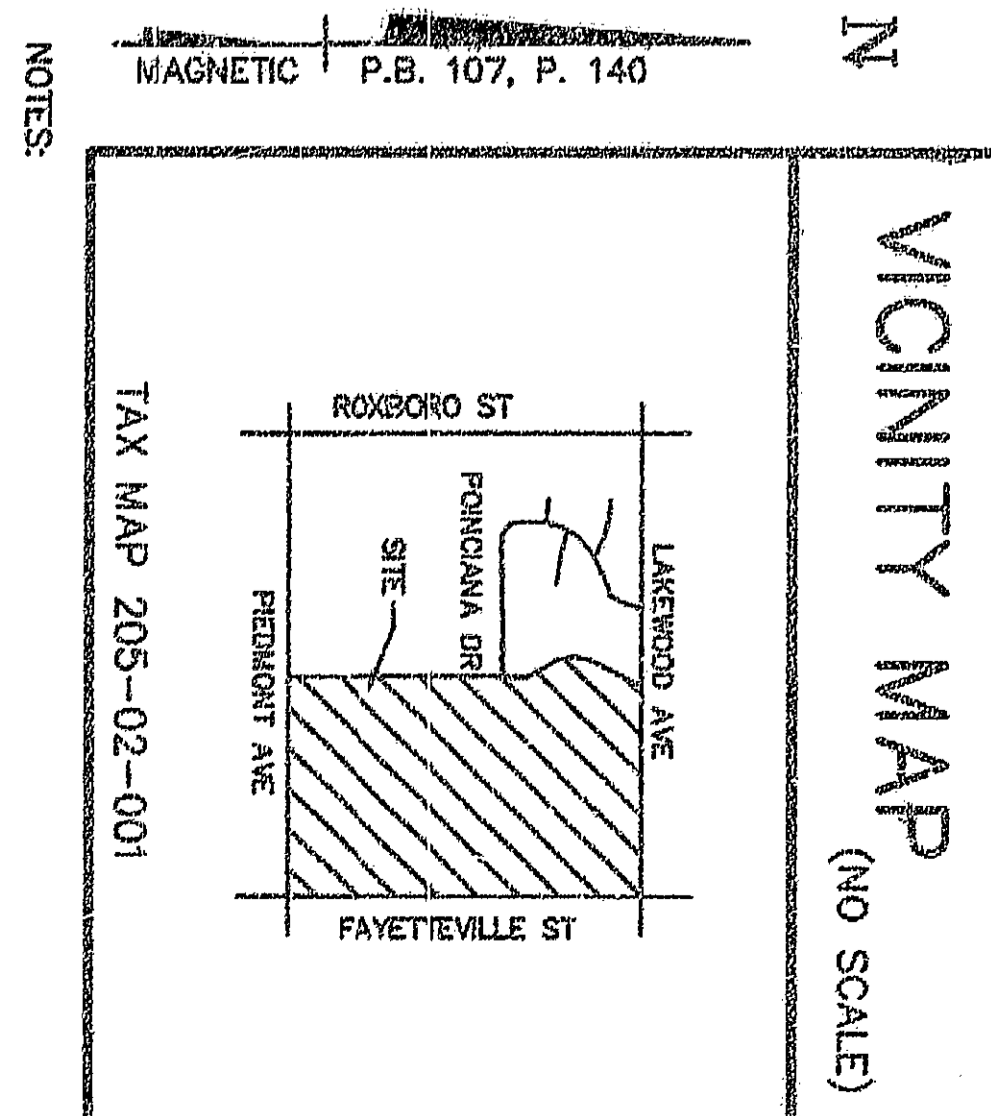 N
MAGNETIC P.B. 107, P. 140
NOTES:
VICINITY MAP
(NO SCALE)
ROXBORO ST
POINCIANA DR
LAKEWOOD AVE
SITE
PIEDMONT AVE
FAYETTEVILLE ST
TAX MAP 205-02-001